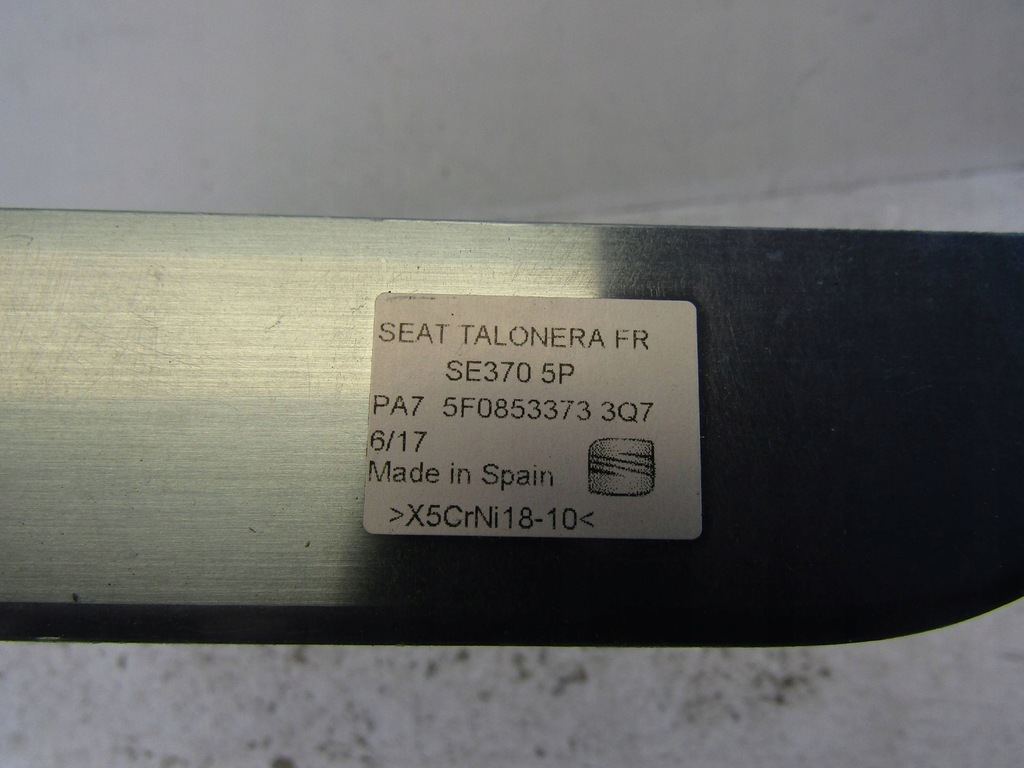 SEAT TALONERA FR
SE370 5P
PA7 5F0853373 3Q7
6/17
Made in Spain
>X5CrNi18-10<